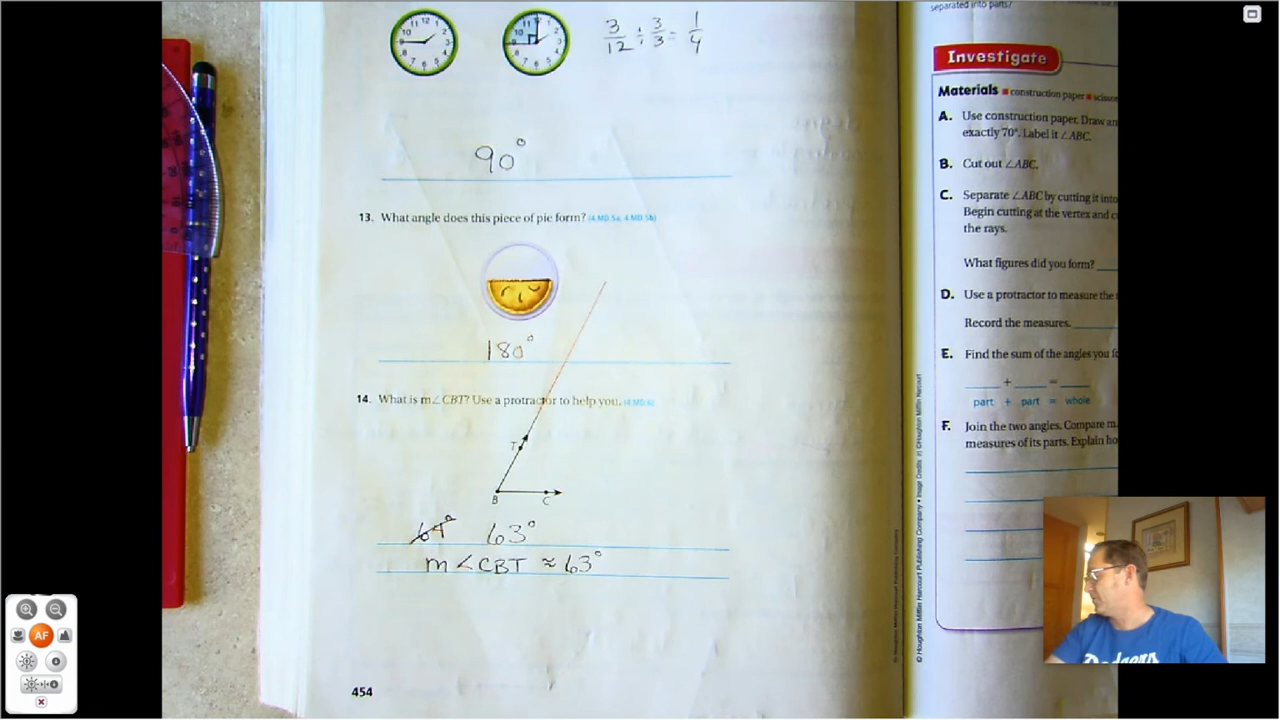 3/12 ÷ 3/3 = 1/4
90°
13. What angle does this piece of pie form? (4.MD.5a, 4.MD.5b)
180°
14. What is m∠CBT? Use a protractor to help you. (4.MD.6)
T
B C
64° 63°
m∠CBT ≈ 63°
454
separated into parts?
Investigate
Materials ■ construction paper ■
A. Use construction paper. Draw an
exactly 70°. Label it ∠ABC.
B. Cut out ∠ABC.
C. Separate ∠ABC by cutting it into
Begin cutting at the vertex and
the rays.
What figures did you form?
D. Use a protractor to measure the
Record the measures.
E. Find the sum of the angles you
+ =
part + part = whole
F. Join the two angles. Compare
measures of its parts. Explain
© Houghton Mifflin Harcourt Publishing Company
AF
Dodgers